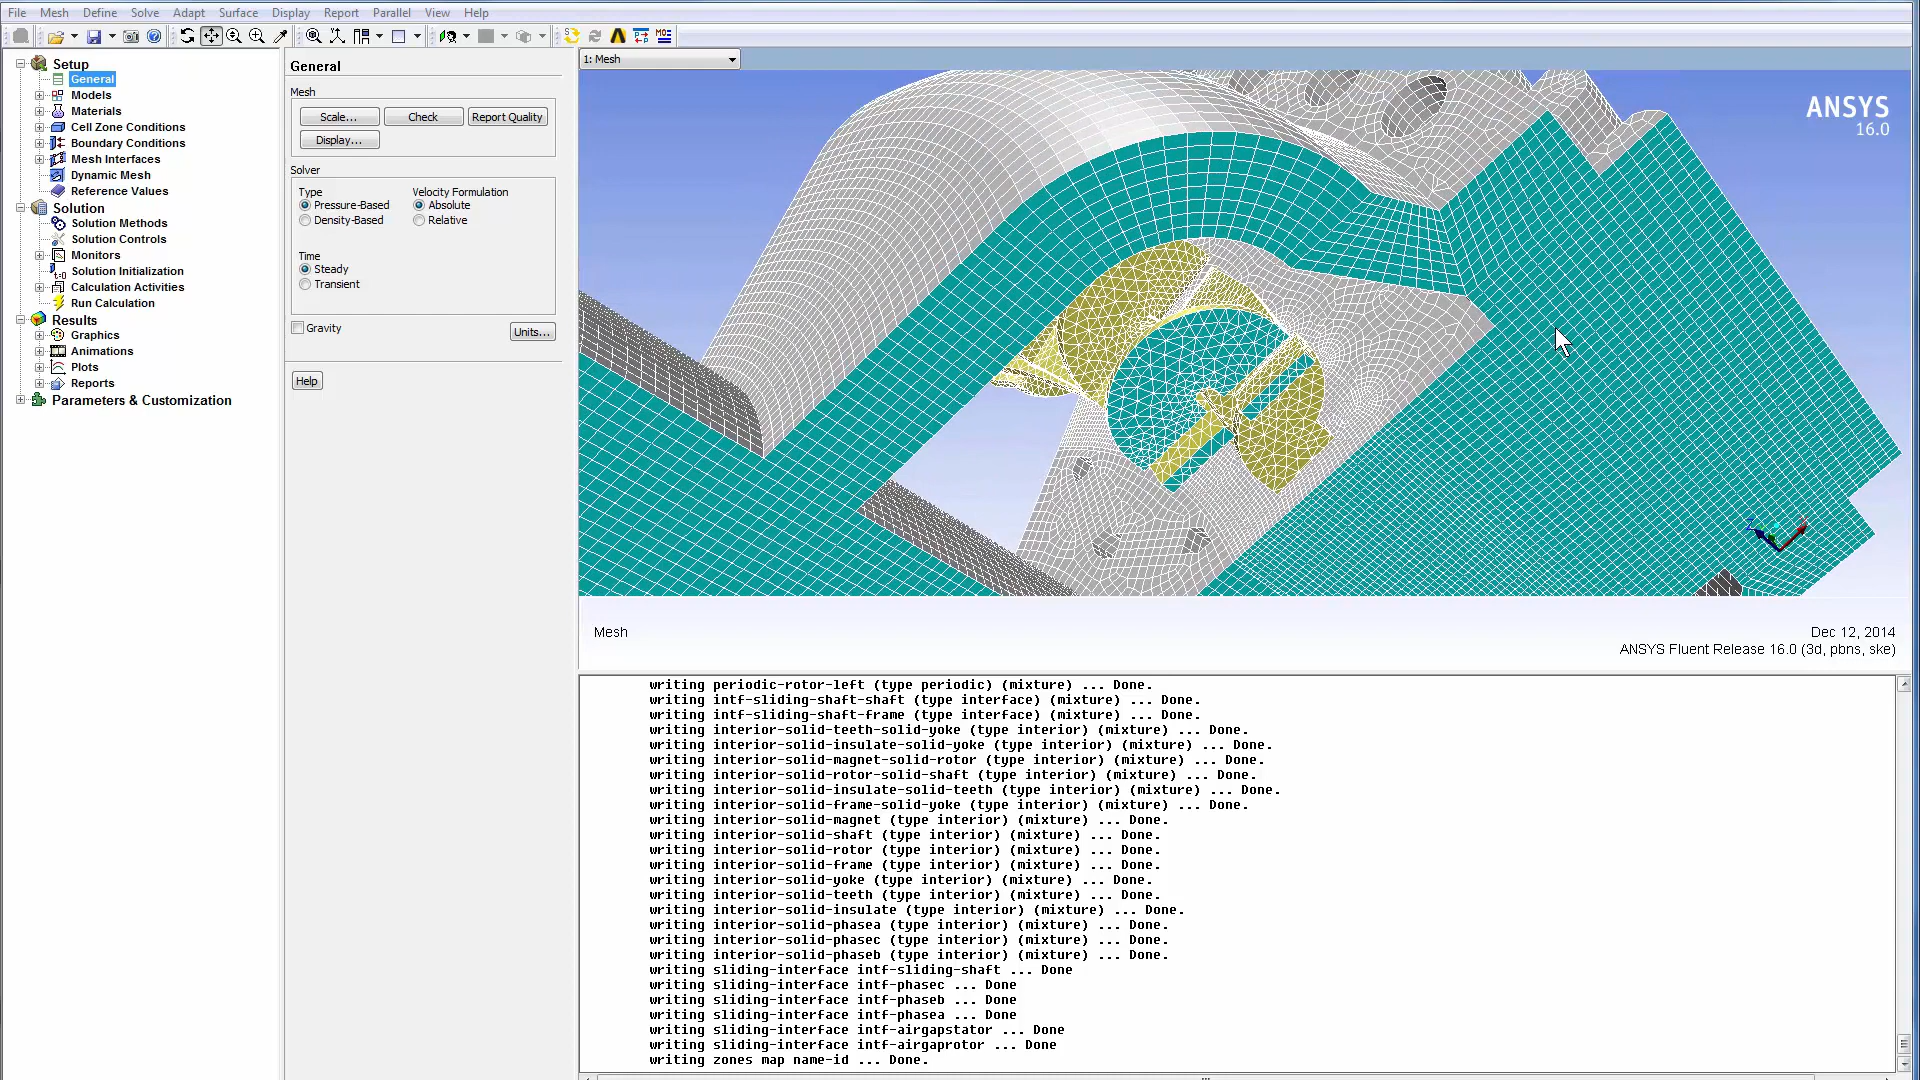 File Mesh Define Solve Adapt Surface Display Report Parallel View Help
Setup
General
Models
Materials
Cell Zone Conditions
Boundary Conditions
Mesh Interfaces
Dynamic Mesh
Reference Values
Solution
Solution Methods
Solution Controls
Monitors
Solution Initialization
Calculation Activities
Run Calculation
Results
Graphics
Animations
Plots
Reports
Parameters & Customization
General
Mesh
Scale... Check Report Quality
Display...
Solver
Type Velocity Formulation
Pressure-Based Absolute
Density-Based Relative
Time
Steady
Transient
Gravity Units...
Help
1: Mesh
ANSYS
16.0
Mesh Dec 12, 2014
ANSYS Fluent Release 16.0 (3d, pbns, ske)
writing periodic-rotor-left (type periodic) (mixture) ... Done.
writing intf-sliding-shaft-shaft (type interface) (mixture) ... Done.
writing intf-sliding-shaft-frame (type interface) (mixture) ... Done.
writing interior-solid-teeth-solid-yoke (type interior) (mixture) ... Done.
writing interior-solid-insulate-solid-yoke (type interior) (mixture) ... Done.
writing interior-solid-magnet-solid-rotor (type interior) (mixture) ... Done.
writing interior-solid-rotor-solid-shaft (type interior) (mixture) ... Done.
writing interior-solid-insulate-solid-teeth (type interior) (mixture) ... Done.
writing interior-solid-frame-solid-yoke (type interior) (mixture) ... Done.
writing interior-solid-magnet (type interior) (mixture) ... Done.
writing interior-solid-shaft (type interior) (mixture) ... Done.
writing interior-solid-rotor (type interior) (mixture) ... Done.
writing interior-solid-frame (type interior) (mixture) ... Done.
writing interior-solid-yoke (type interior) (mixture) ... Done.
writing interior-solid-teeth (type interior) (mixture) ... Done.
writing interior-solid-insulate (type interior) (mixture) ... Done.
writing interior-solid-phasea (type interior) (mixture) ... Done.
writing interior-solid-phasec (type interior) (mixture) ... Done.
writing interior-solid-phaseb (type interior) (mixture) ... Done.
writing sliding-interface intf-sliding-shaft ... Done
writing sliding-interface intf-phasec ... Done
writing sliding-interface intf-phaseb ... Done
writing sliding-interface intf-phasea ... Done
writing sliding-interface intf-airgapstator ... Done
writing sliding-interface intf-airgaprotor ... Done
writing zones map name-id ... Done.